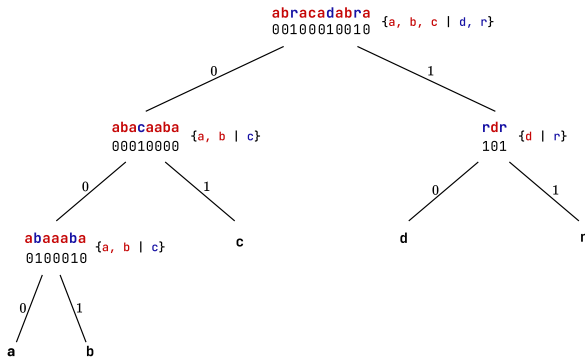 abracadabra {a, b, c | d, r}
00100010010
0 1
abacaaba {a, b | c} rdr {d | r}
00010000 101
0 1 0 1
abaaaba {a, b | c} c d r
0100010
0 1
a b